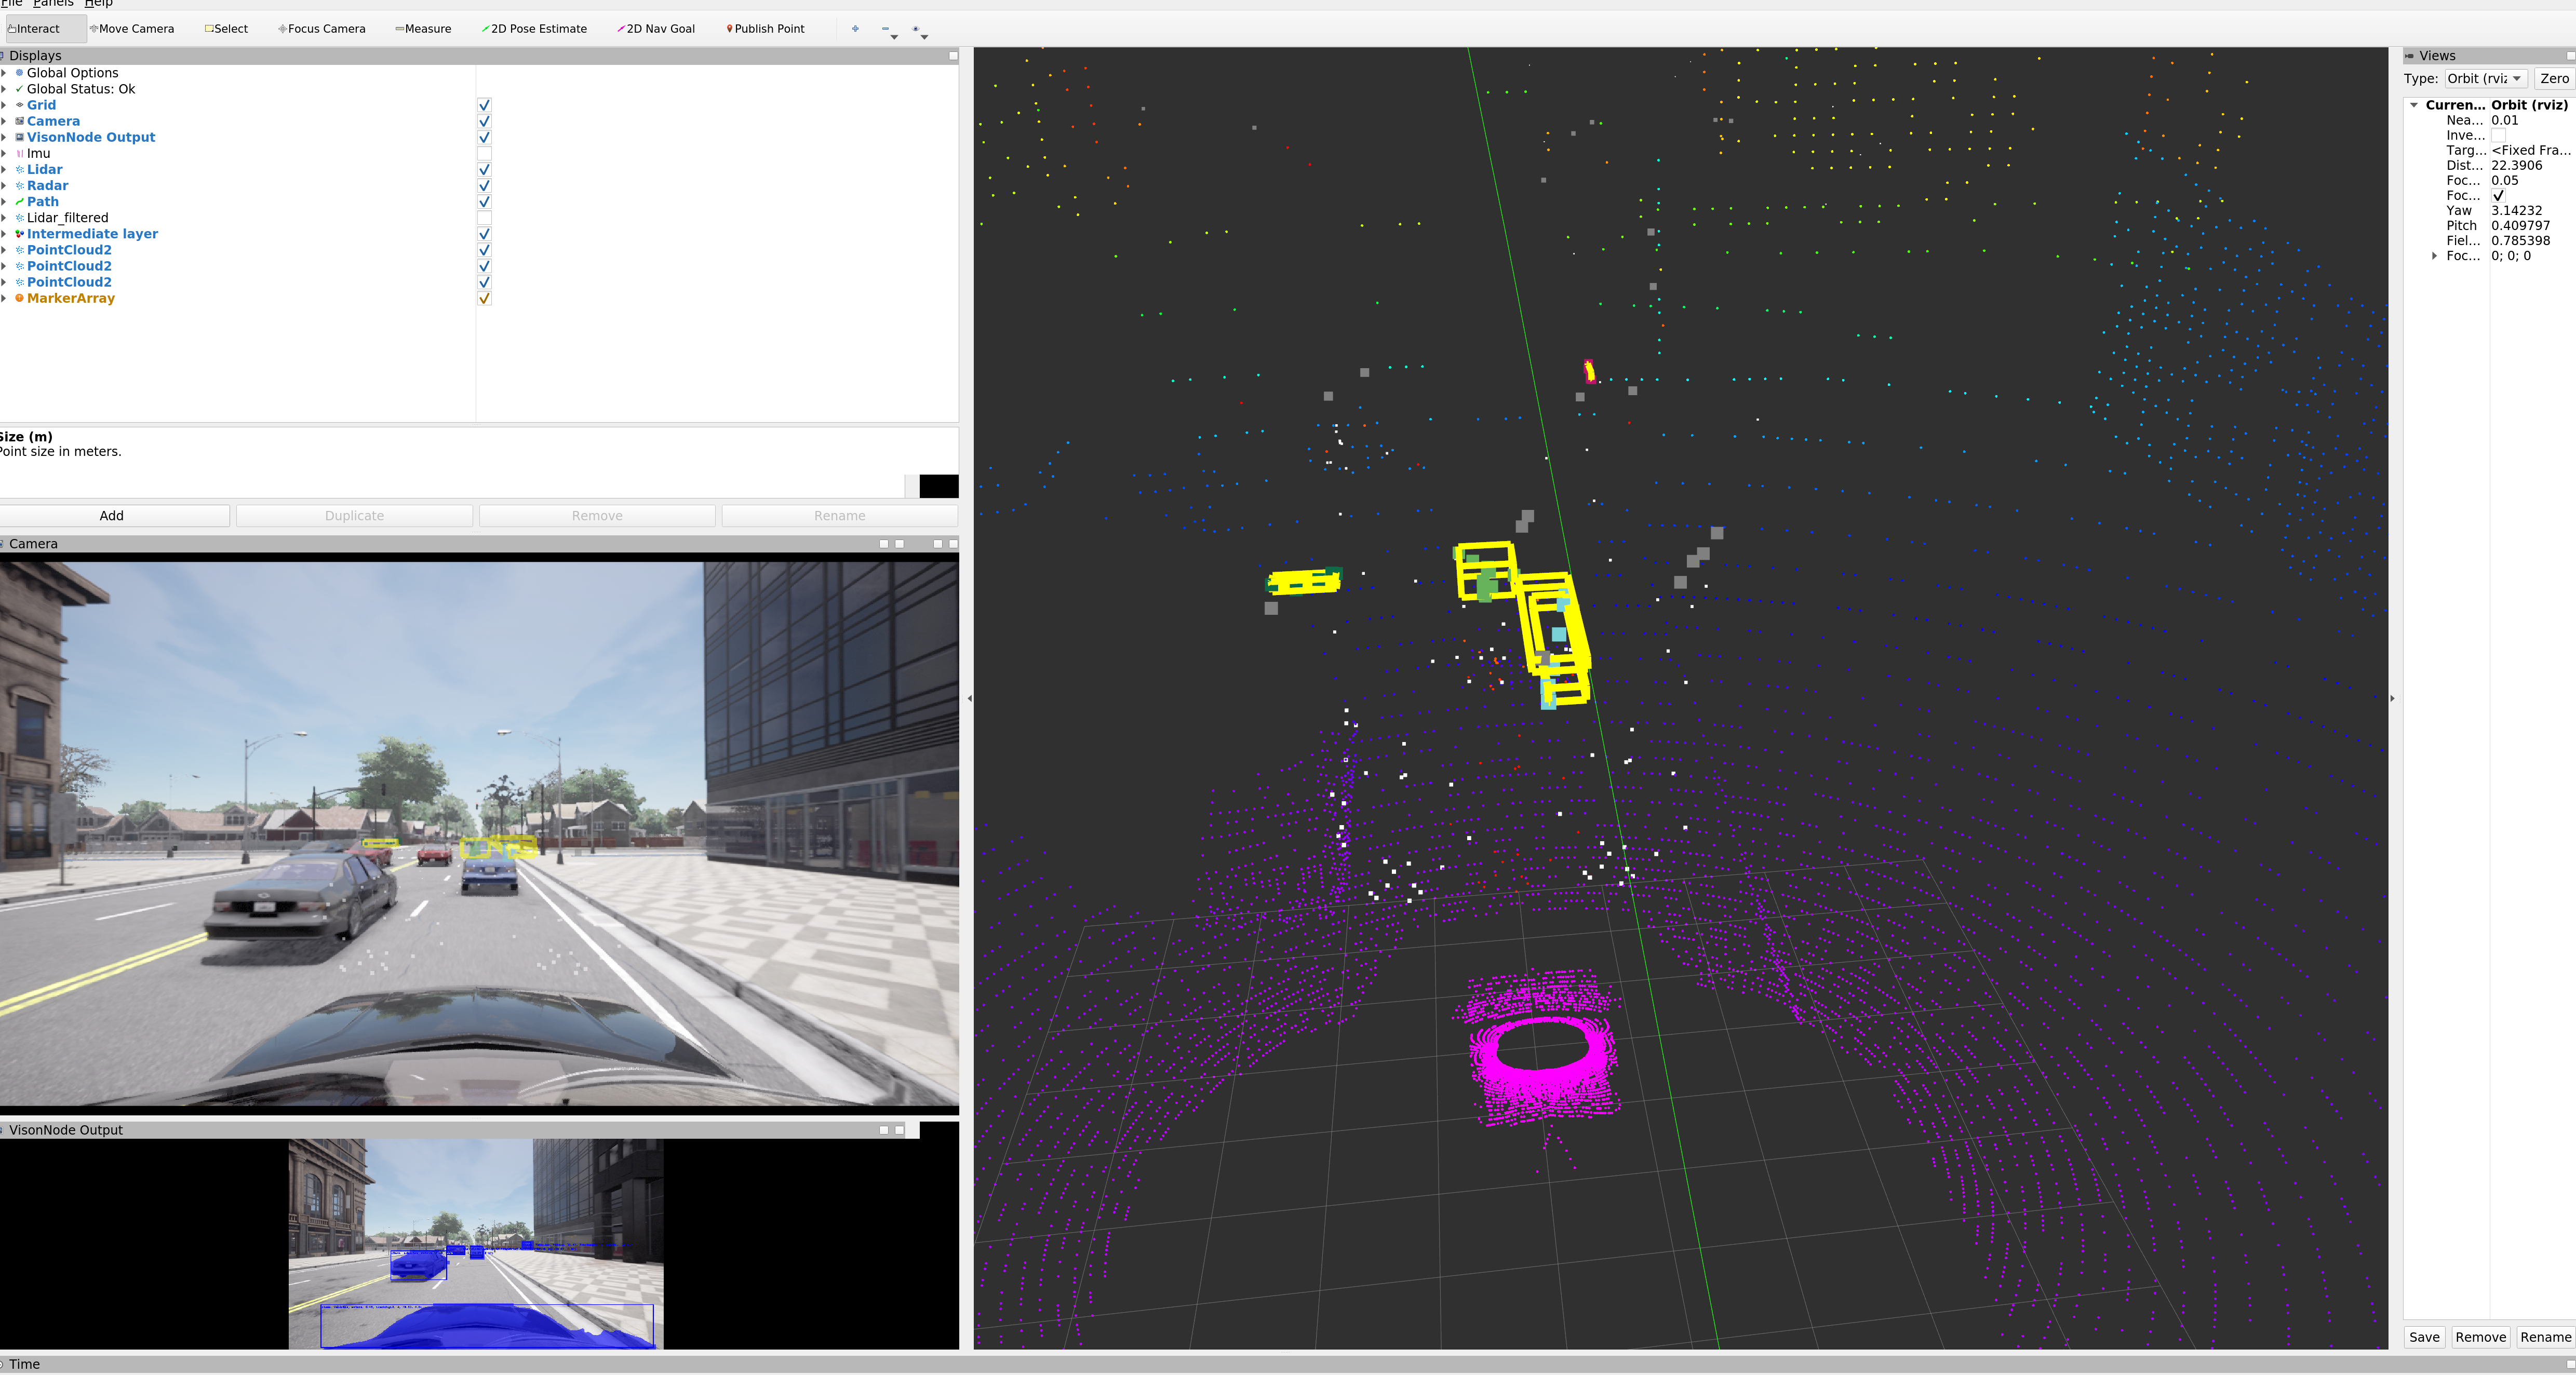 File Panels Help
Interact Move Camera Select Focus Camera Measure 2D Pose Estimate 2D Nav Goal Publish Point
Displays
Global Options
Global Status: Ok
Grid
Camera
VisonNode Output
Imu
Lidar
Radar
Path
Lidar_filtered
Intermediate layer
PointCloud2
PointCloud2
PointCloud2
MarkerArray
Size (m)
Point size in meters.
Add Duplicate Remove Rename
Camera
VisonNode Output
Time
Views
Type: Orbit (rviz Zero
Curren... Orbit (rviz)
Nea... 0.01
Inve...
Targ... <Fixed Fra...
Dist... 22.3906
Foc... 0.05
Foc...
Yaw 3.14232
Pitch 0.409797
Fiel... 0.785398
Foc... 0; 0; 0
Save Remove Rename